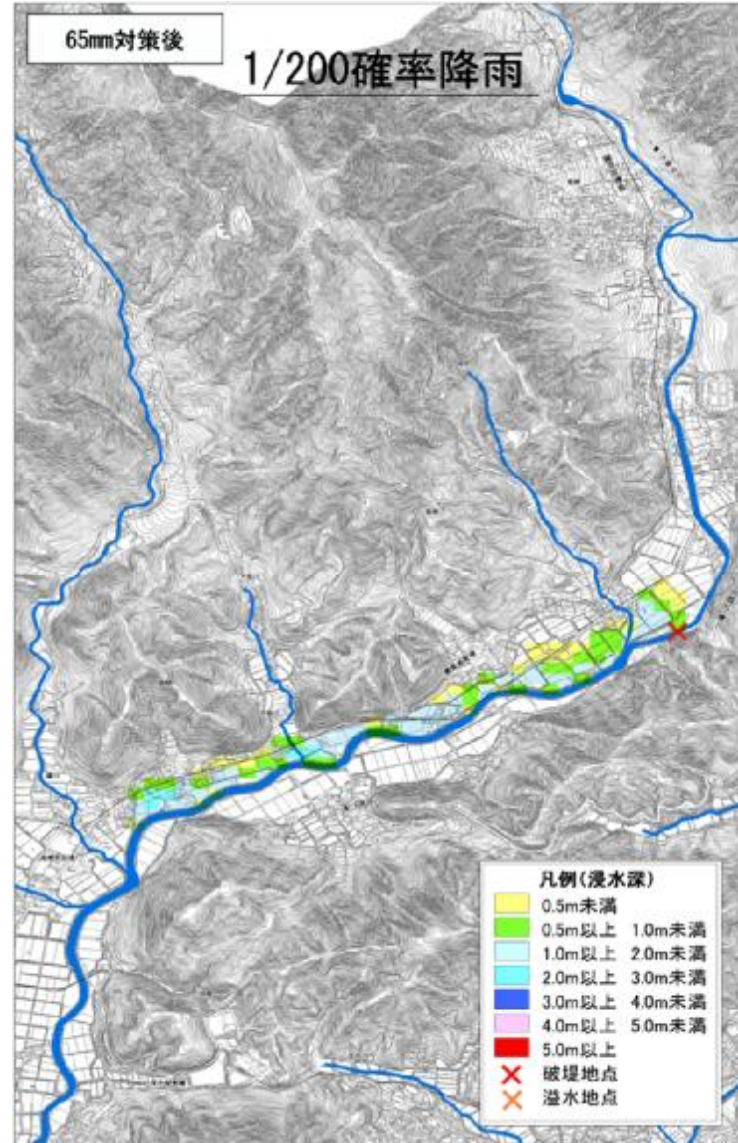 65mm対策後
1/200確率降雨
凡例(浸水深)
0.5m未満
0.5m以上 1.0m未満
1.0m以上 2.0m未満
2.0m以上 3.0m未満
3.0m以上 4.0m未満
4.0m以上 5.0m未満
5.0m以上
破堤地点
溢水地点